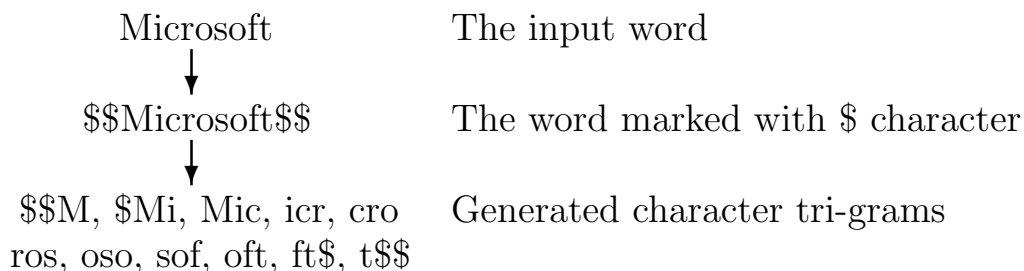 Microsoft The input word
$$Microsoft$$ The word marked with $ character
$$M, $Mi, Mic, icr, cro Generated character tri-grams
ros, oso, sof, oft, ft$, t$$